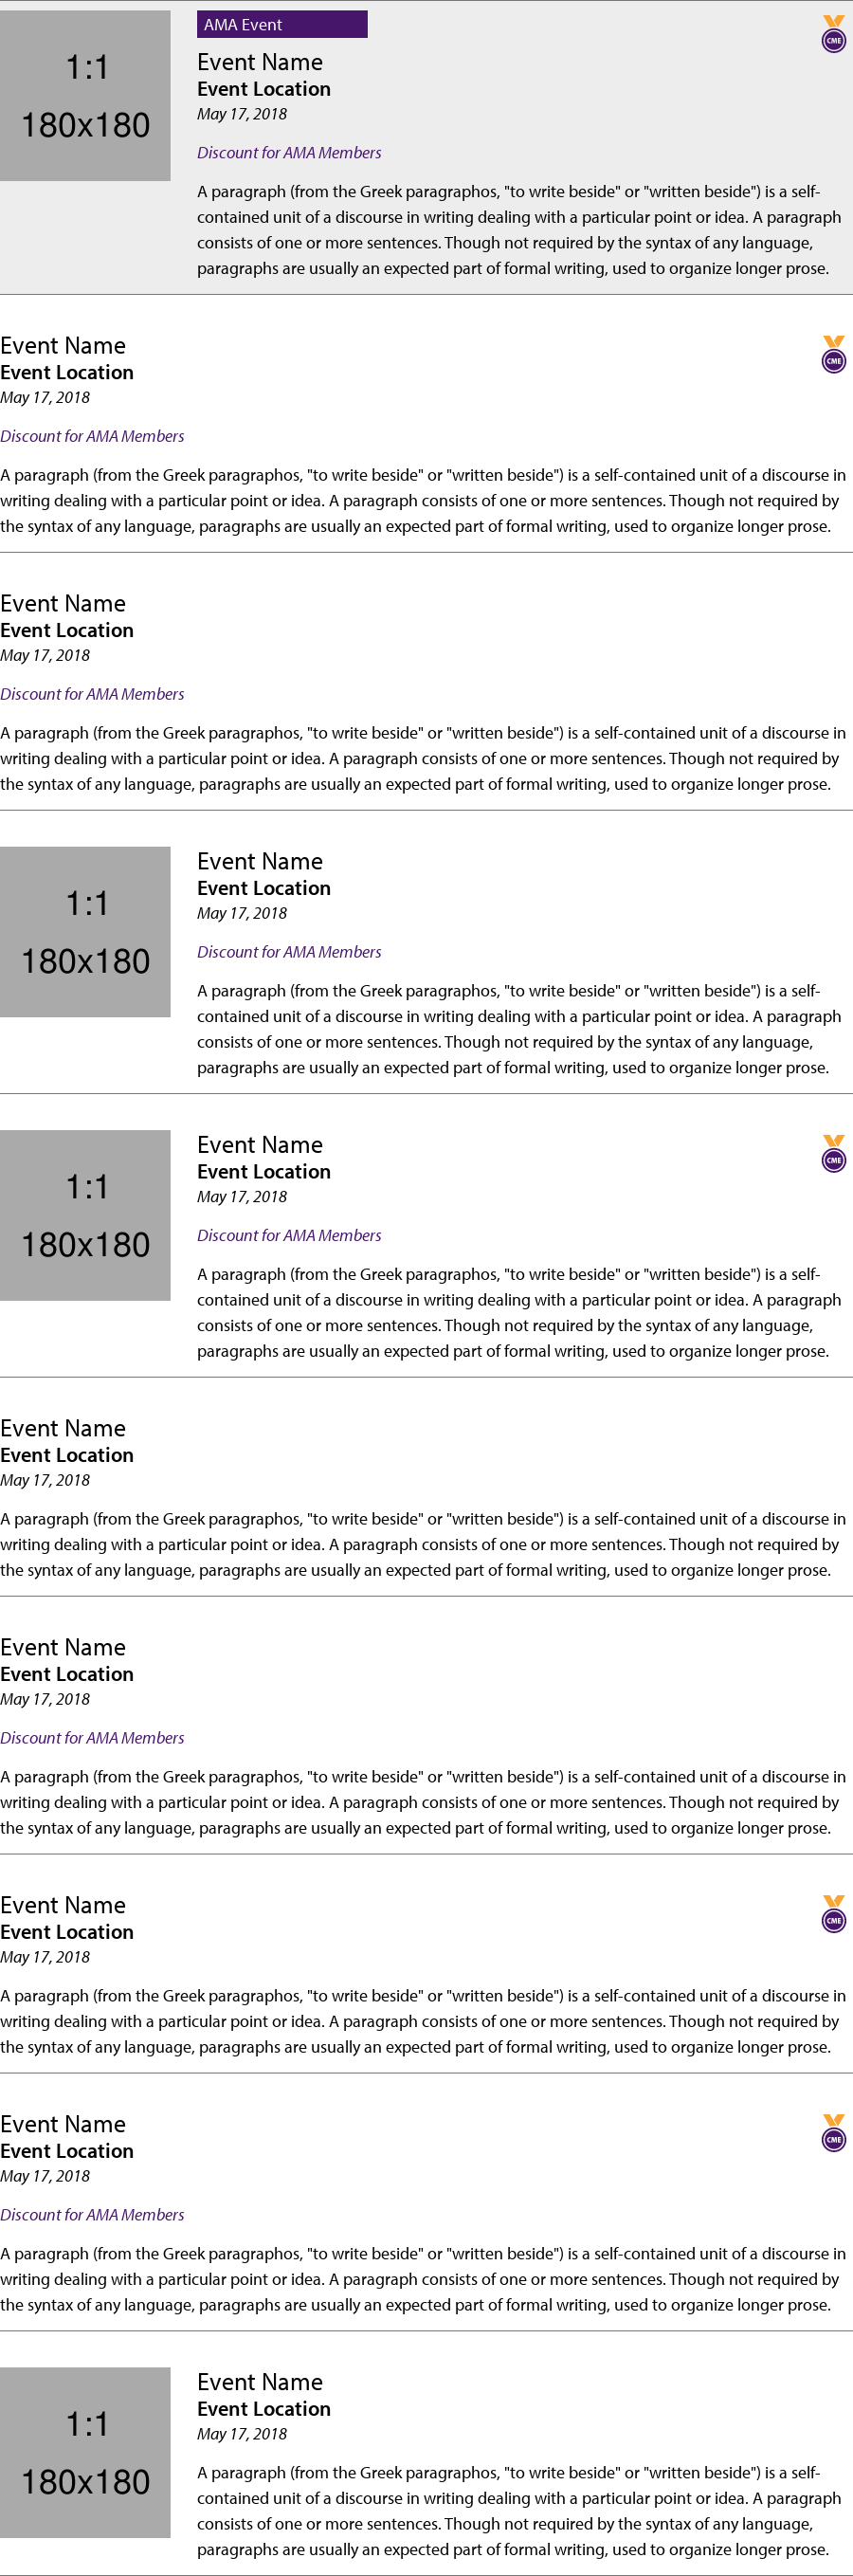 1:1
180x180
AMA Event
CME
Event Name
Event Location
May 17, 2018
Discount for AMA Members
A paragraph (from the Greek paragraphos, "to write beside" or "written beside") is a self-
contained unit of a discourse in writing dealing with a particular point or idea. A paragraph
consists of one or more sentences. Though not required by the syntax of any language,
paragraphs are usually an expected part of formal writing, used to organize longer prose.
Event Name
CME
Event Location
May 17, 2018
Discount for AMA Members
A paragraph (from the Greek paragraphos, "to write beside" or "written beside") is a self-contained unit of a discourse in
writing dealing with a particular point or idea. A paragraph consists of one or more sentences. Though not required by
the syntax of any language, paragraphs are usually an expected part of formal writing, used to organize longer prose.
Event Name
Event Location
May 17, 2018
Discount for AMA Members
A paragraph (from the Greek paragraphos, "to write beside" or "written beside") is a self-contained unit of a discourse in
writing dealing with a particular point or idea. A paragraph consists of one or more sentences. Though not required by
the syntax of any language, paragraphs are usually an expected part of formal writing, used to organize longer prose.
1:1
180x180
Event Name
Event Location
May 17, 2018
Discount for AMA Members
A paragraph (from the Greek paragraphos, "to write beside" or "written beside") is a self-
contained unit of a discourse in writing dealing with a particular point or idea. A paragraph
consists of one or more sentences. Though not required by the syntax of any language,
paragraphs are usually an expected part of formal writing, used to organize longer prose.
1:1
180x180
Event Name
CME
Event Location
May 17, 2018
Discount for AMA Members
A paragraph (from the Greek paragraphos, "to write beside" or "written beside") is a self-
contained unit of a discourse in writing dealing with a particular point or idea. A paragraph
consists of one or more sentences. Though not required by the syntax of any language,
paragraphs are usually an expected part of formal writing, used to organize longer prose.
Event Name
Event Location
May 17, 2018
A paragraph (from the Greek paragraphos, "to write beside" or "written beside") is a self-contained unit of a discourse in
writing dealing with a particular point or idea. A paragraph consists of one or more sentences. Though not required by
the syntax of any language, paragraphs are usually an expected part of formal writing, used to organize longer prose.
Event Name
Event Location
May 17, 2018
Discount for AMA Members
A paragraph (from the Greek paragraphos, "to write beside" or "written beside") is a self-contained unit of a discourse in
writing dealing with a particular point or idea. A paragraph consists of one or more sentences. Though not required by
the syntax of any language, paragraphs are usually an expected part of formal writing, used to organize longer prose.
Event Name
CME
Event Location
May 17, 2018
A paragraph (from the Greek paragraphos, "to write beside" or "written beside") is a self-contained unit of a discourse in
writing dealing with a particular point or idea. A paragraph consists of one or more sentences. Though not required by
the syntax of any language, paragraphs are usually an expected part of formal writing, used to organize longer prose.
Event Name
CME
Event Location
May 17, 2018
Discount for AMA Members
A paragraph (from the Greek paragraphos, "to write beside" or "written beside") is a self-contained unit of a discourse in
writing dealing with a particular point or idea. A paragraph consists of one or more sentences. Though not required by
the syntax of any language, paragraphs are usually an expected part of formal writing, used to organize longer prose.
1:1
180x180
Event Name
Event Location
May 17, 2018
A paragraph (from the Greek paragraphos, "to write beside" or "written beside") is a self-
contained unit of a discourse in writing dealing with a particular point or idea. A paragraph
consists of one or more sentences. Though not required by the syntax of any language,
paragraphs are usually an expected part of formal writing, used to organize longer prose.